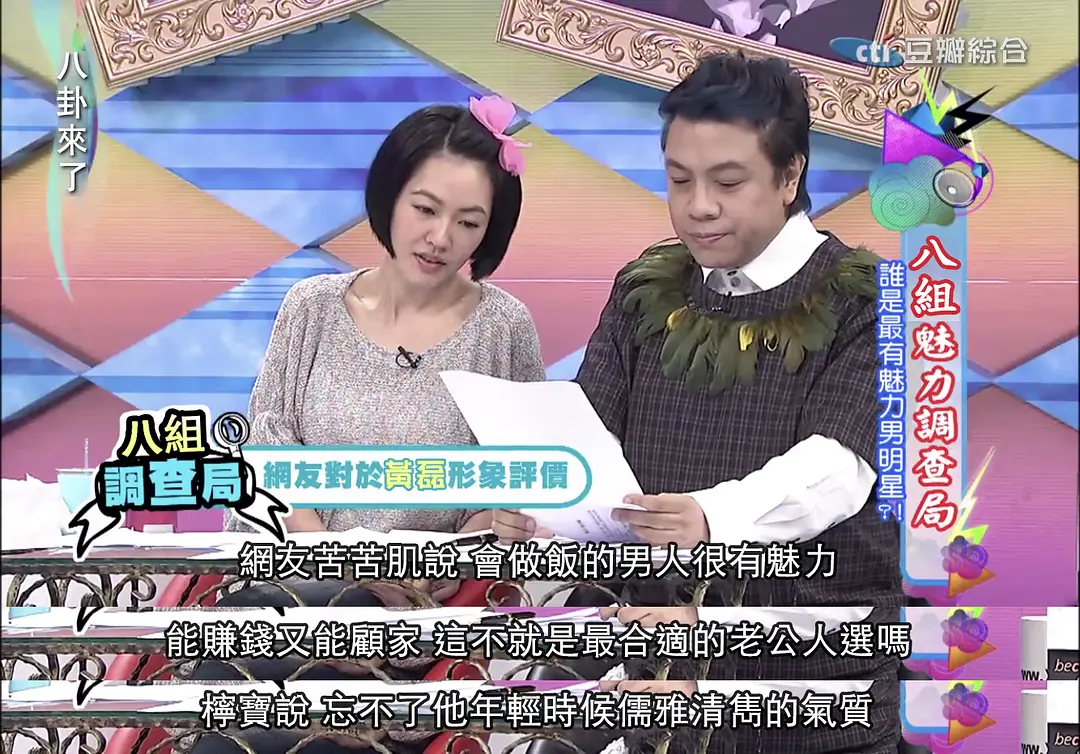 八卦來了
cti 豆瓣綜合
八組魅力調查局
誰是最有魅力男明星?!
八組
調查局
網友對於黃磊形象評價
網友苦苦肌說 會做飯的男人很有魅力
能賺錢又能顧家 這不就是最合適的老公人選嗎
檸寶說 忘不了他年輕時候儒雅清雋的氣質
bec
bec